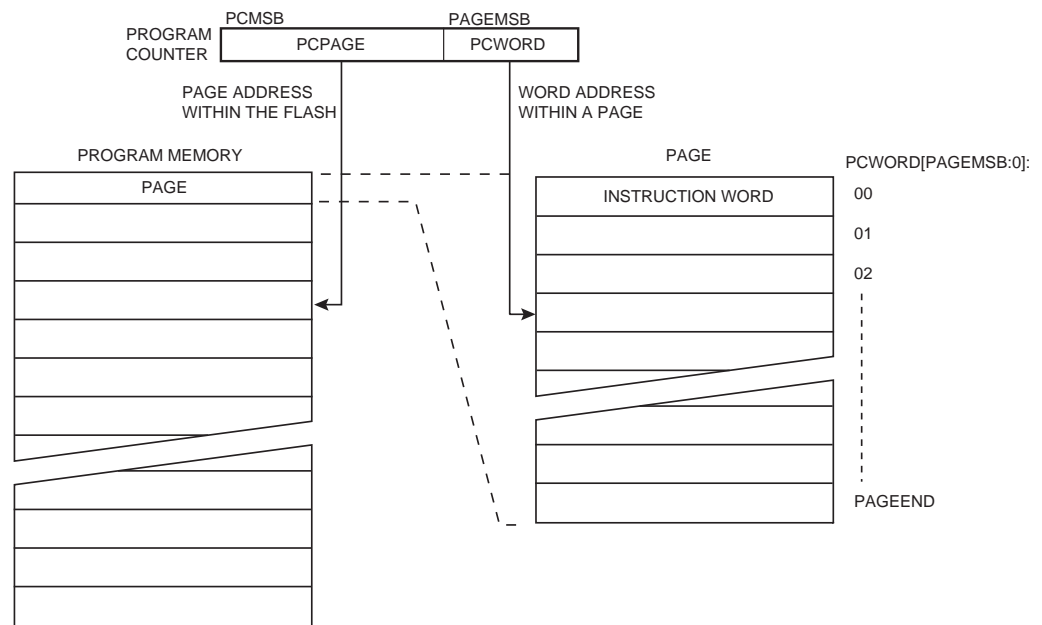 PCMSB PAGEMSB
PROGRAM
COUNTER
PCPAGE PCWORD
PAGE ADDRESS
WITHIN THE FLASH
WORD ADDRESS
WITHIN A PAGE
PROGRAM MEMORY
PAGE
PAGE
INSTRUCTION WORD
PCWORD[PAGEMSB:0]:
00
01
02
PAGEEND